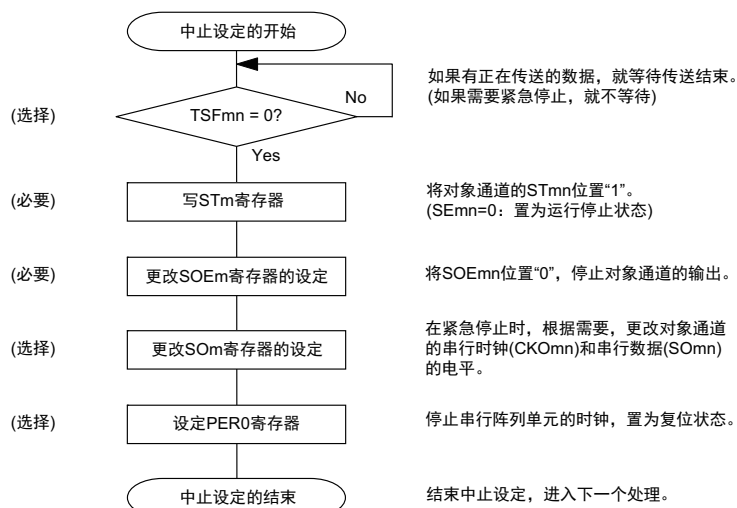 中止设定的开始
如果有正在传送的数据，就等待传送结束。
(如果需要紧急停止，就不等待)
No
(选择)
TSFmn = 0?
Yes
(必要)
写STm寄存器
将对象通道的STmn位置“1”。
(SEmn=0：置为运行停止状态)
(必要)
更改SOEm寄存器的设定
将SOEmn位置“0”，停止对象通道的输出。
(选择)
更改SOm寄存器的设定
在紧急停止时，根据需要，更改对象通道
的串行时钟(CKOmn)和串行数据(SOmn)
的电平。
(选择)
设定PER0寄存器
停止串行阵列单元的时钟，置为复位状态。
中止设定的结束
结束中止设定，进入下一个处理。